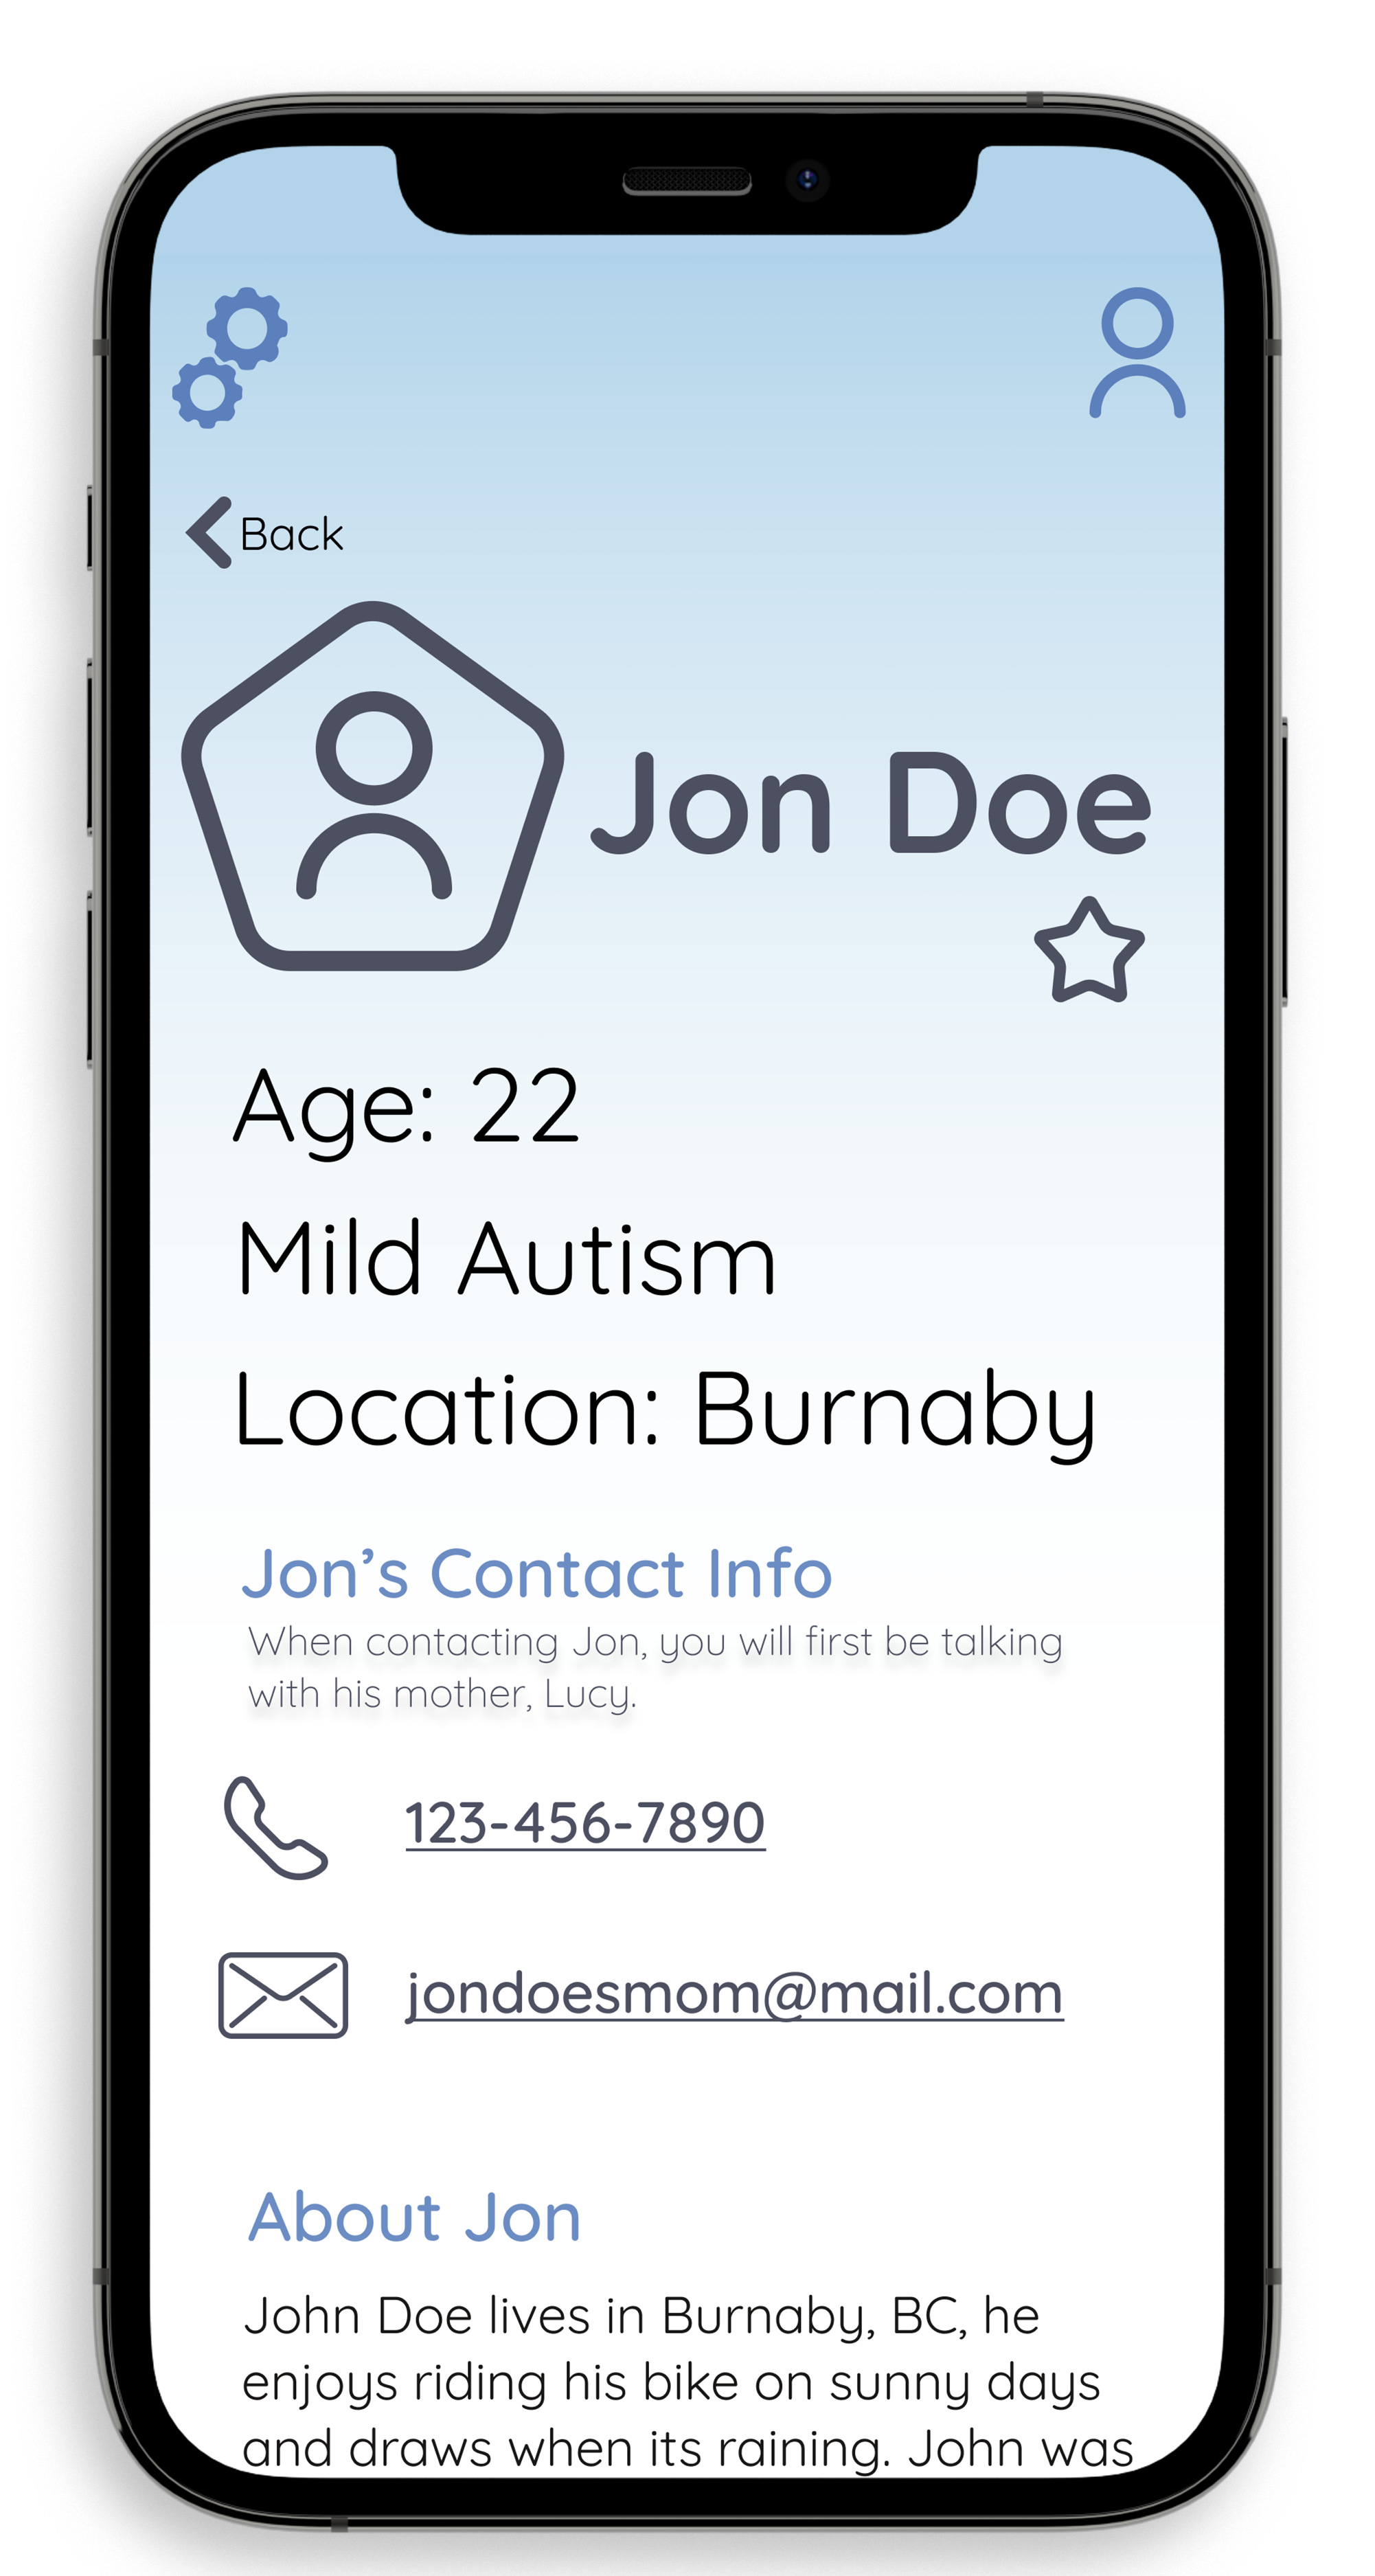 Back
Jon Doe
Age: 22
Mild Autism
Location: Burnaby
Jon’s Contact Info
When contacting Jon, you will first be talking
with his mother, Lucy.
123-456-7890
jondoesmom@mail.com
About Jon
John Doe lives in Burnaby, BC, he
enjoys riding his bike on sunny days
and draws when its raining. John was